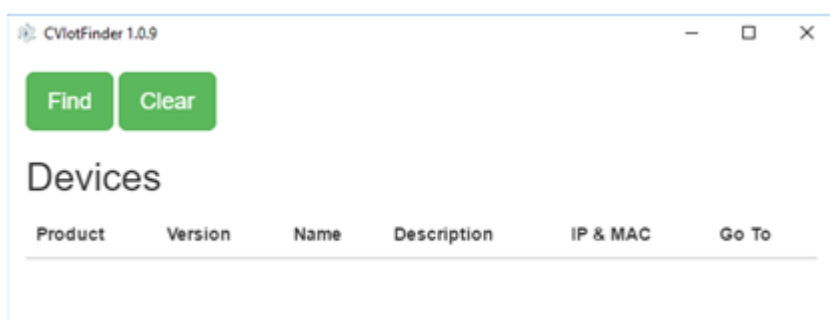 CVIotFinder 1.0.9
Find Clear
Devices
Product Version Name Description IP & MAC Go To